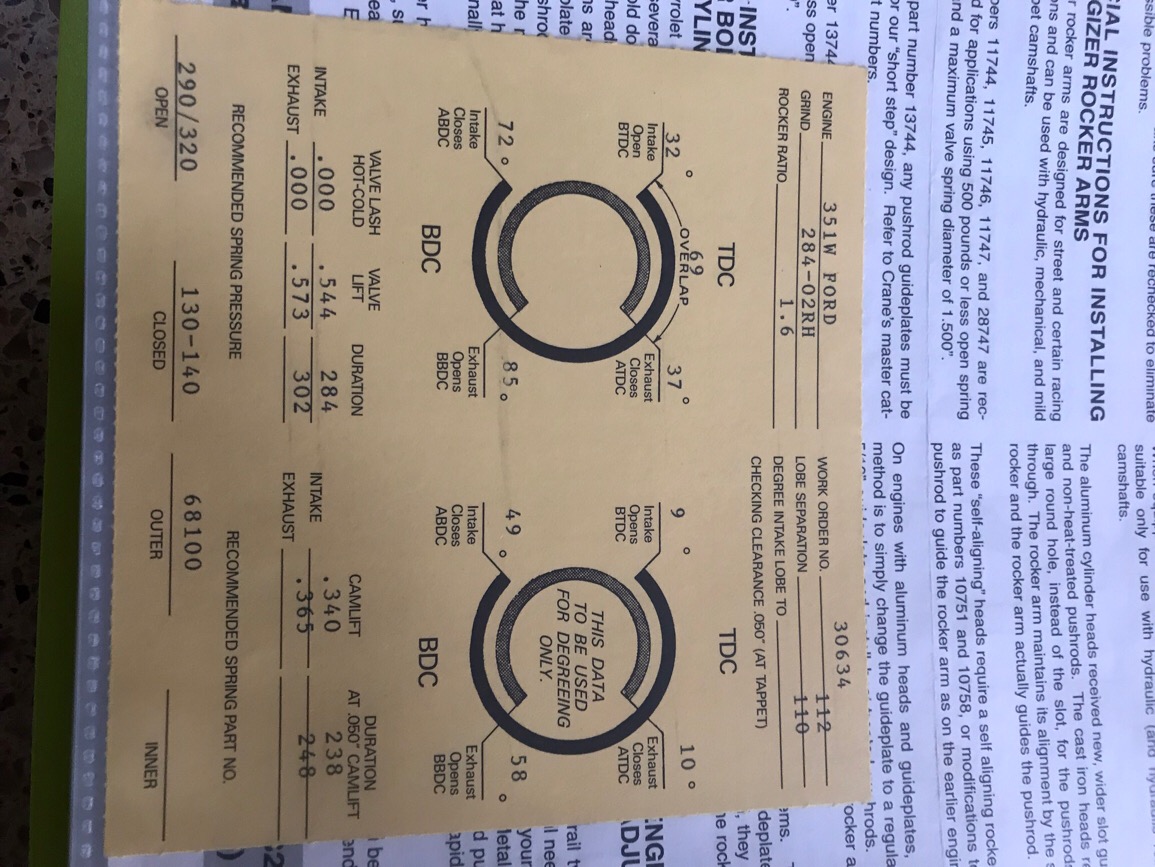 ssible problems.
CIAL INSTRUCTIONS FOR INSTALLING
GIZER ROCKER ARMS
r rocker arms are designed for street and certain racing
ns and can be used with hydraulic, mechanical, and mild
et camshafts.
bers 11744, 11745, 11746, 11747, and 28747 are rec-
d for applications using 500 pounds or less open spring
nd a maximum valve spring diameter of 1.500".
part number 13744, any pushrod guideplates must be
or our "short step" design. Refer to Crane's master cat-
t numbers.
er 13744
ss open
suitable only for use with hydraulic (and
camshafts.
The aluminum cylinder heads received new, wider slot g
and non-heat-treated pushrods. The cast iron heads
large round hole, instead of the slot, for the pushrod
through. The rocker arm maintains its alignment by the
rocker and the rocker arm actually guides the pushrod.
These "self-aligning" heads require a self aligning rock
as part numbers 10751 and 10758, or modifications t
pushrod to guide the rocker arm as on the earlier engi
On engines with aluminum heads and guideplates,
method is to simply change the guideplate to a regula
hrods.
ENGINE 351W FORD
GRIND 284-02RH
ROCKER RATIO 1.6
30634
WORK ORDER NO. 112
LOBE SEPARATION 110
DEGREE INTAKE LOBE TO
CHECKING CLEARANCE .050" (AT TAPPET)
TDC
32°
Intake
Open
BTDC
69
OVERLAP
37°
Exhaust
Closes
ATDC
72°
Intake
Closes
ABDC
85°
Exhaust
Opens
BBDC
BDC
TDC
9°
Intake
Opens
BTDC
10°
Exhaust
Closes
ATDC
THIS DATA
TO BE USED
FOR DEGREEING
ONLY.
49°
Intake
Closes
ABDC
58°
Exhaust
Opens
BBDC
BDC
VALVE LASH HOT-COLD VALVE LIFT DURATION
INTAKE .000 .544 284
EXHAUST .000 .573 302
CAMLIFT DURATION AT .050" CAMLIFT
INTAKE .340 238
EXHAUST .365 248
RECOMMENDED SPRING PRESSURE
290/320 130-140
OPEN CLOSED
RECOMMENDED SPRING PART NO.
68100
OUTER INNER